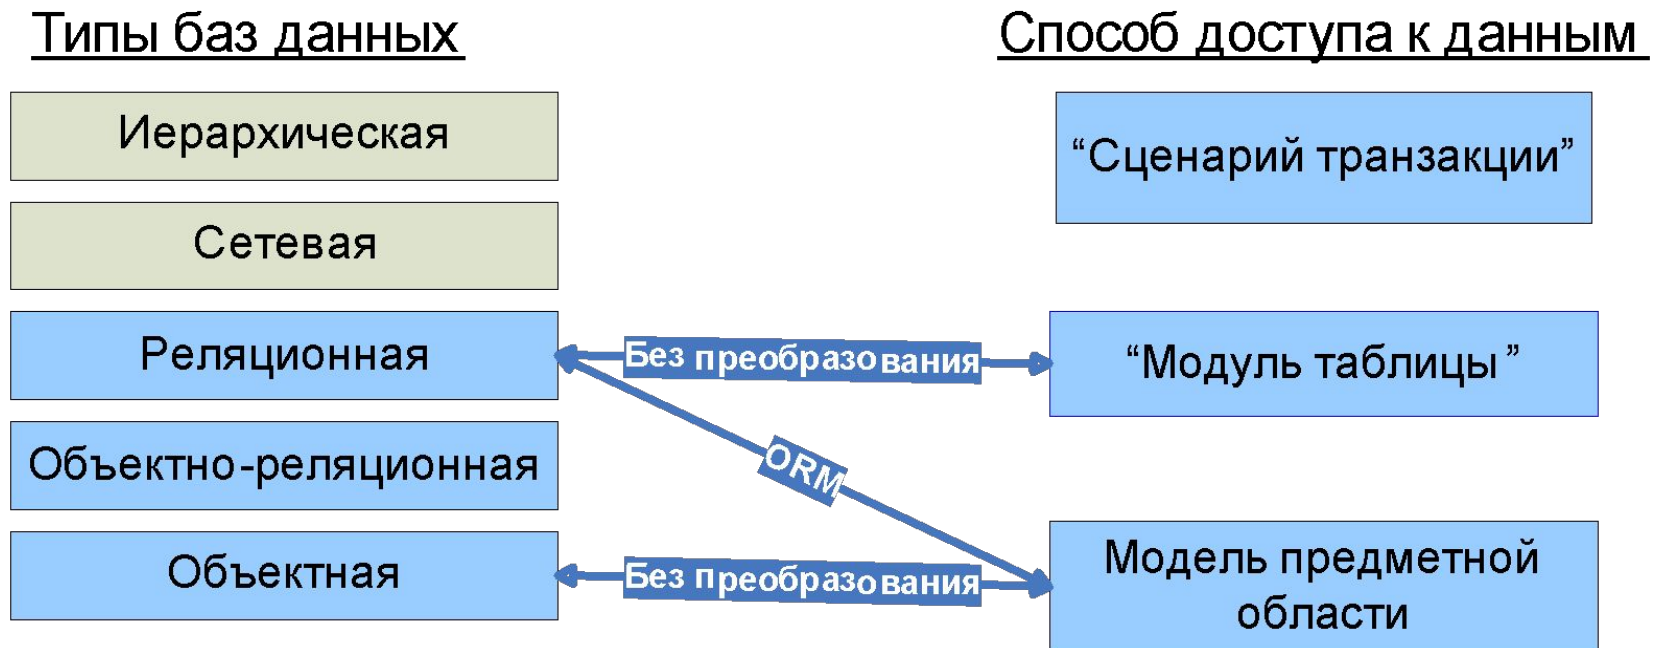 Типы баз данных
Способ доступа к данным
Иерархическая
“Сценарий транзакции”
Сетевая
Реляционная
Без преобразования
“Модуль таблицы ”
Объектно-реляционная
ORM
Объектная
Без преобразования
Модель предметной
области